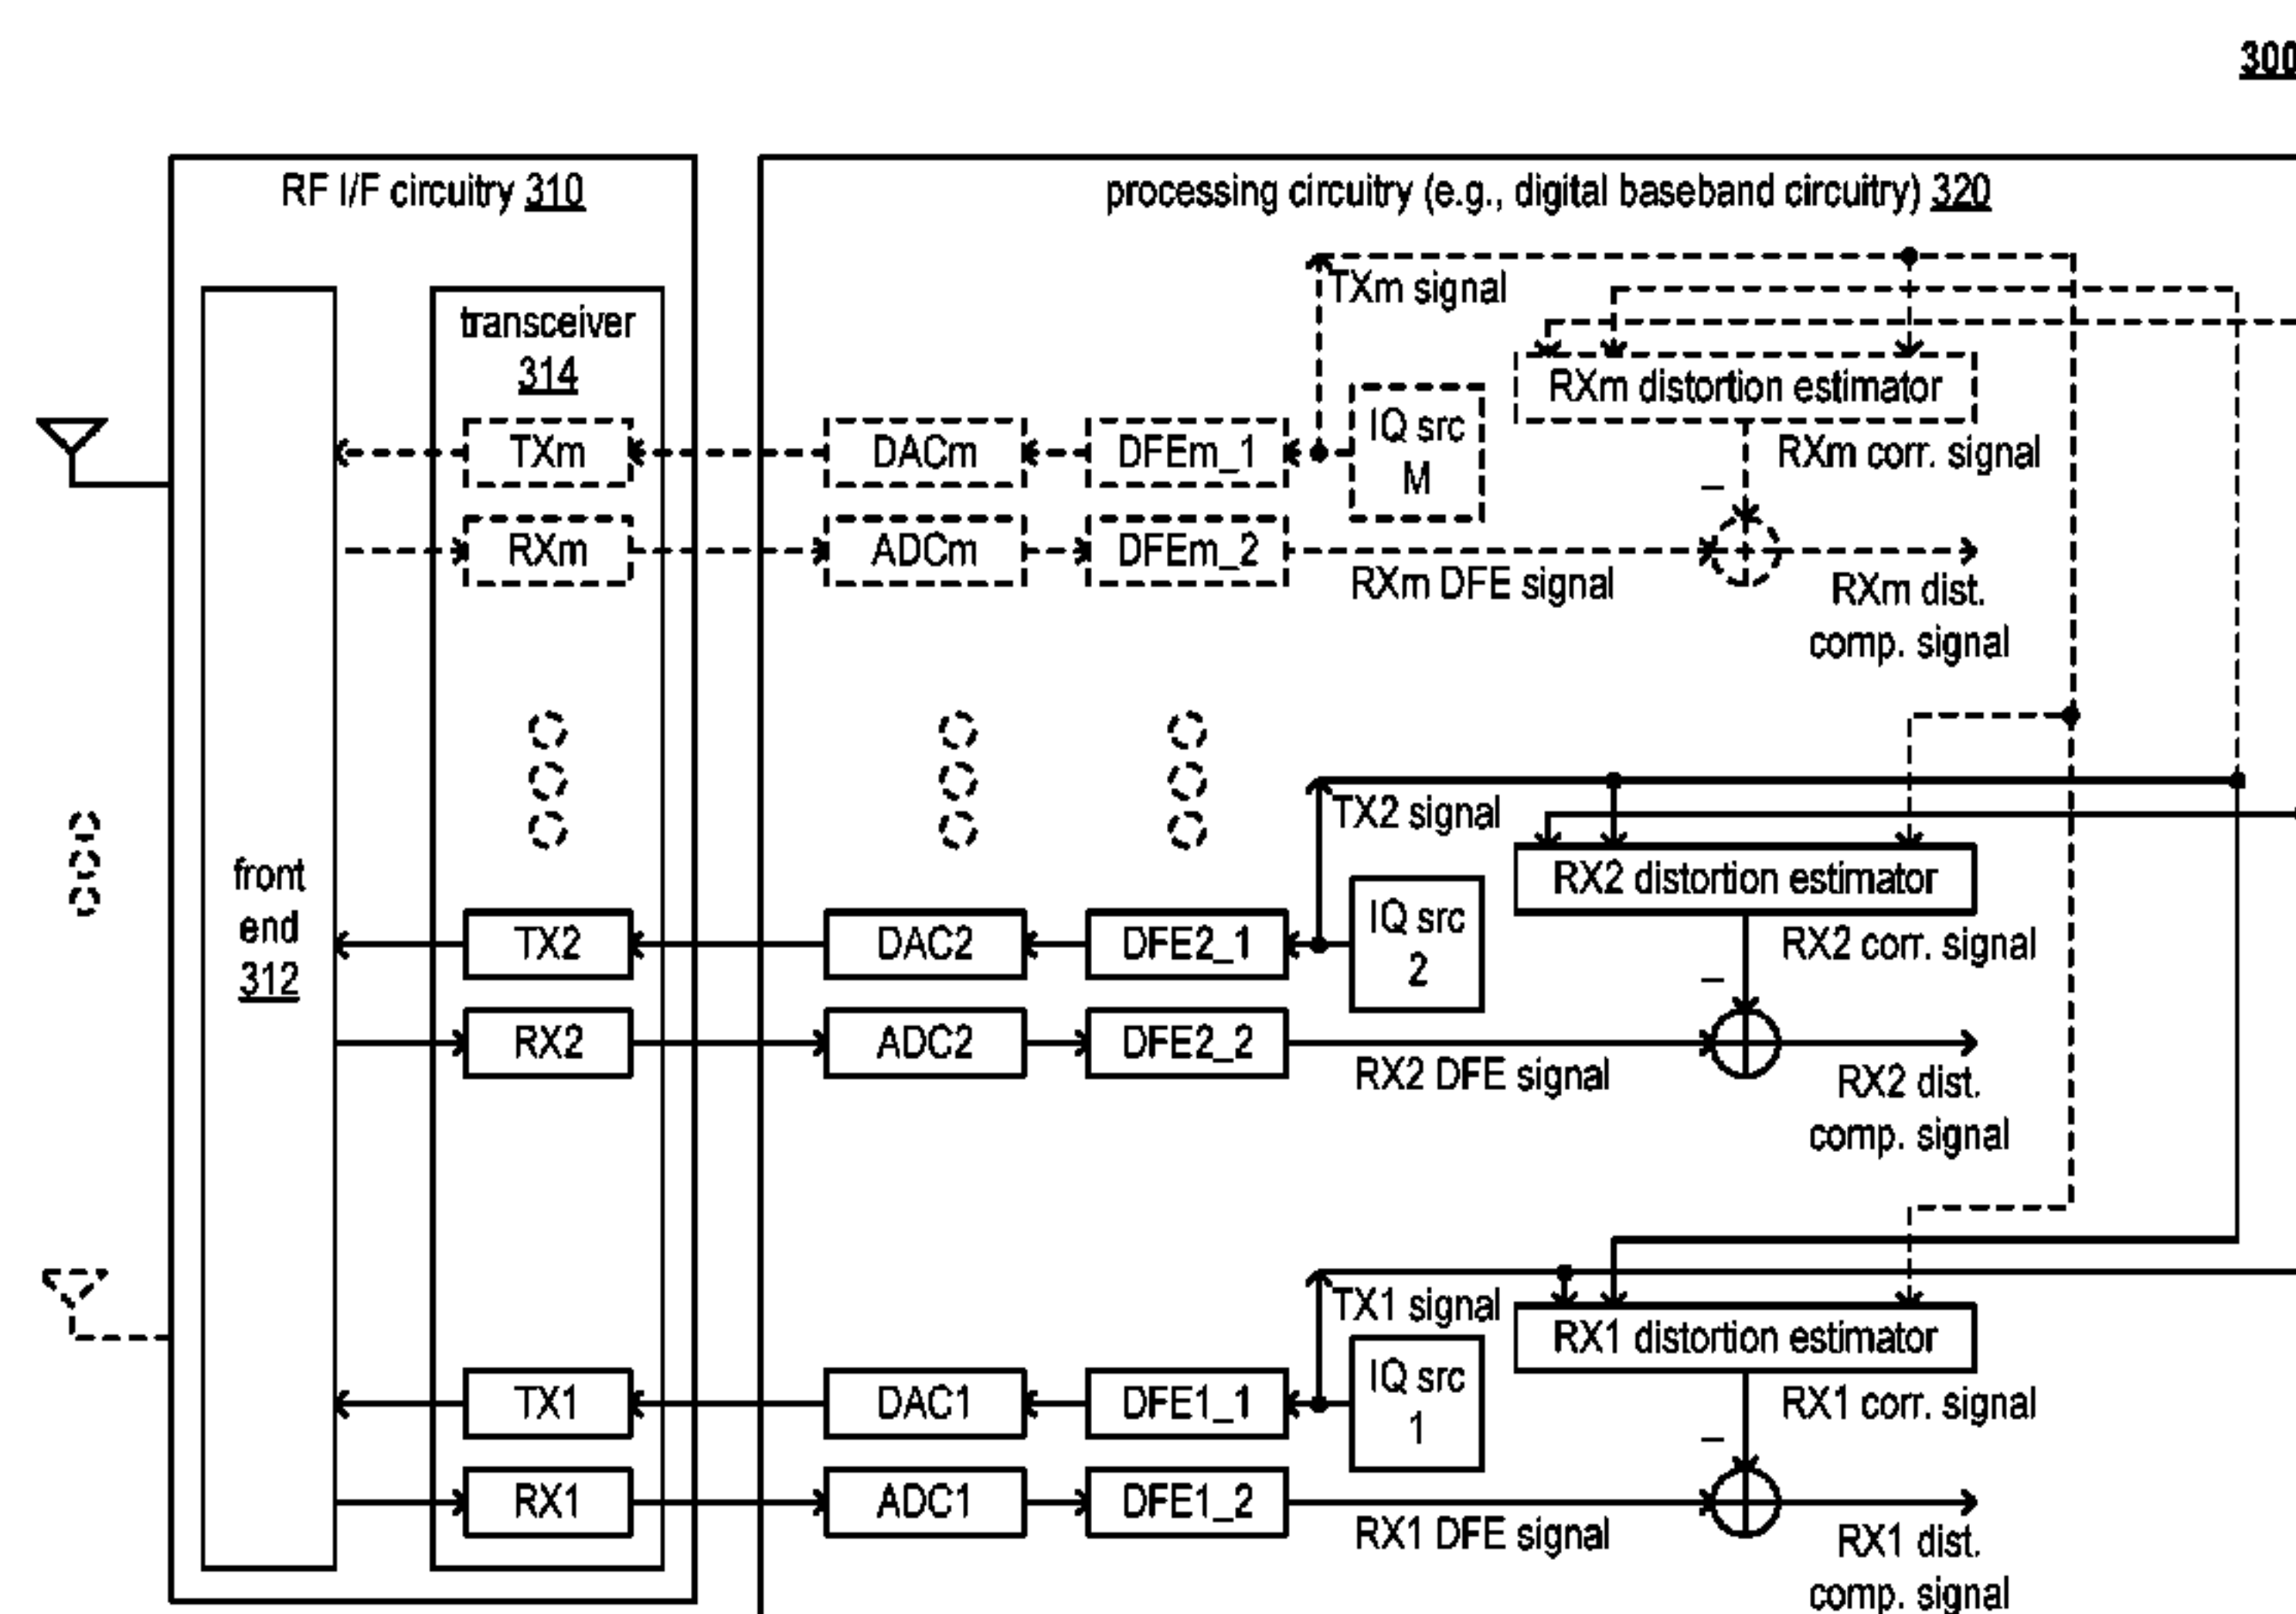 300
RF I/F circuitry 310
processing circuitry (e.g., digital baseband circuitry) 320
TXm signal
transceiver
314
RXm distortion estimator
TXm
DACm
DFEm_1
IQ src
M
RXm corr. signal
–
RXm
ADCm
DFEm_2
RXm DFE signal
RXm dist.
comp. signal
TX2 signal
front
end
312
RX2 distortion estimator
TX2
DAC2
DFE2_1
IQ src
2
RX2 corr. signal
–
RX2
ADC2
DFE2_2
RX2 DFE signal
RX2 dist.
comp. signal
TX1 signal
RX1 distortion estimator
TX1
DAC1
DFE1_1
IQ src
1
RX1 corr. signal
–
RX1
ADC1
DFE1_2
RX1 DFE signal
RX1 dist.
comp. signal